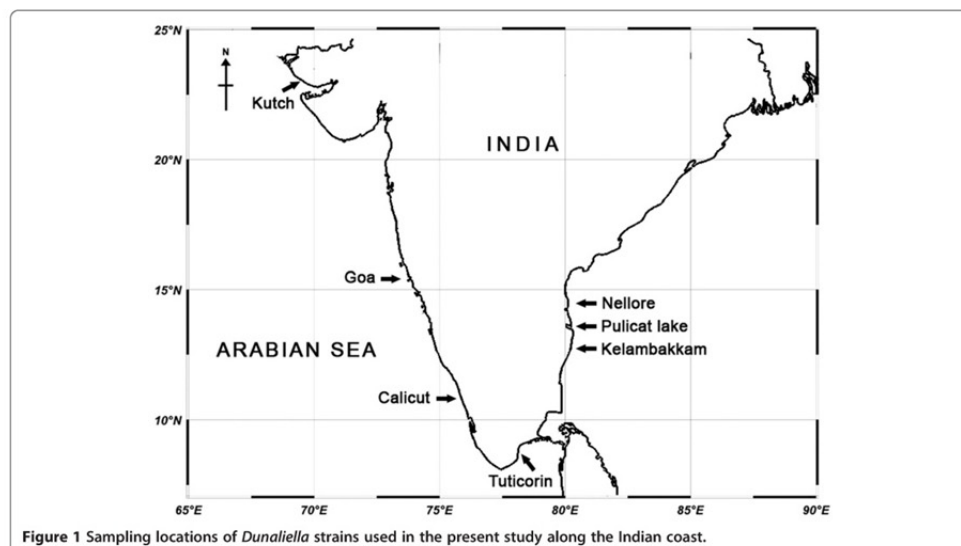 25°N
N
Kutch
INDIA
20°N
Goa
15°N
Nellore
Pulicat lake
Kelambakkam
ARABIAN SEA
Calicut
10°N
Tuticorin
65°E 70°E 75°E 80°E 85°E 90°E
Figure 1 Sampling locations of Dunaliella strains used in the present study along the Indian coast.